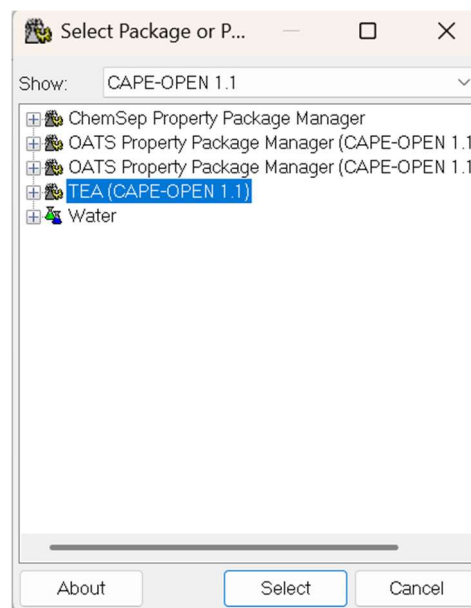 Select Package or P...
Show: CAPE-OPEN 1.1
ChemSep Property Package Manager
OATS Property Package Manager (CAPE-OPEN 1.1
OATS Property Package Manager (CAPE-OPEN 1.1
TEA (CAPE-OPEN 1.1)
Water
About Select Cancel